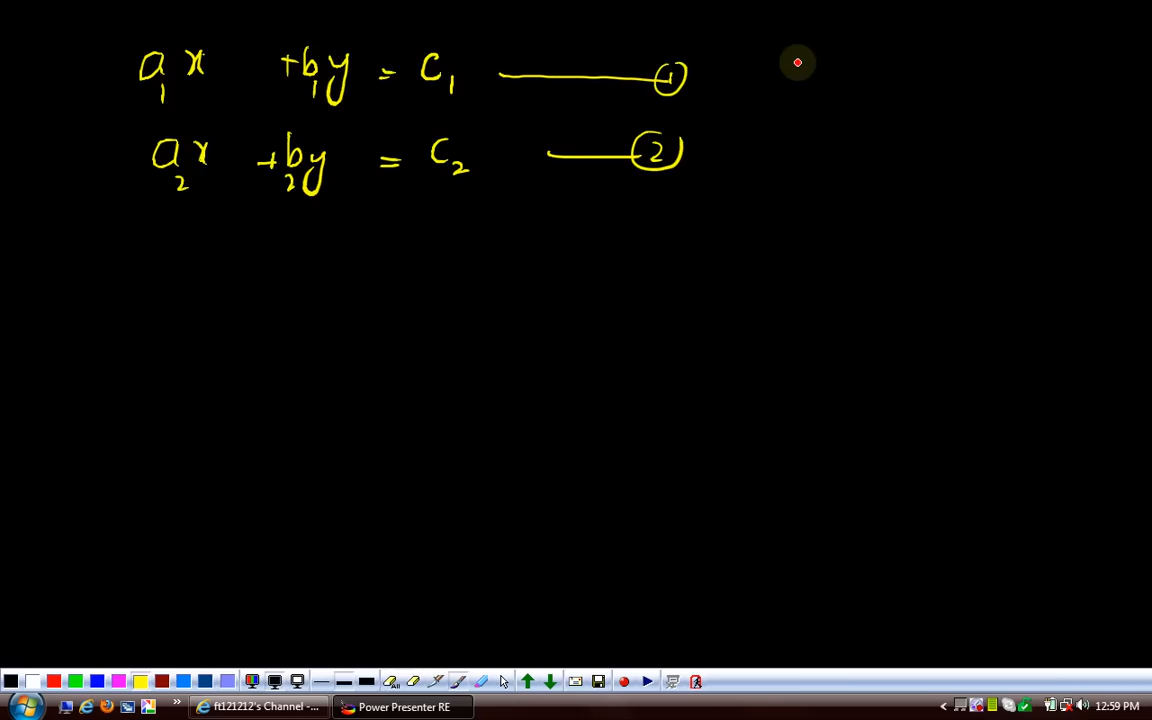 a₁x +b₁y = c₁ ——— ①
a₂x +b₂y = c₂ ——— ②
ft121212's Channel -...
Power Presenter RE
12:59 PM